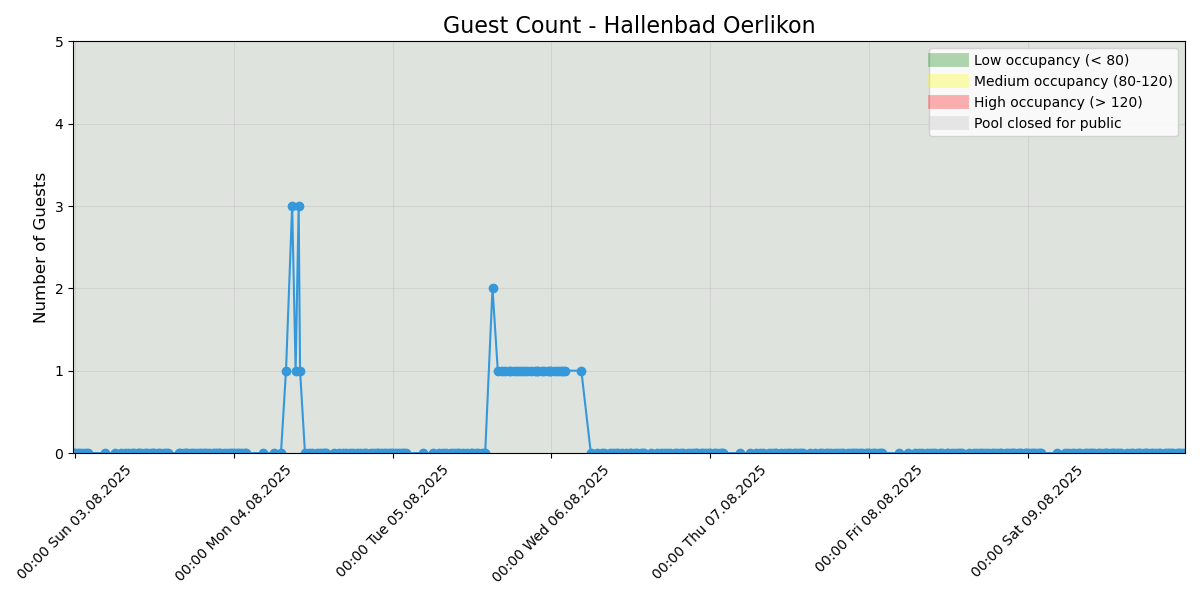 Guest Count - Hallenbad Oerlikon
Number of Guests
5
4
3
2
1
0
Low occupancy (< 80)
Medium occupancy (80-120)
High occupancy (> 120)
Pool closed for public
00:00 Sun 03.08.2025
00:00 Mon 04.08.2025
00:00 Tue 05.08.2025
00:00 Wed 06.08.2025
00:00 Thu 07.08.2025
00:00 Fri 08.08.2025
00:00 Sat 09.08.2025